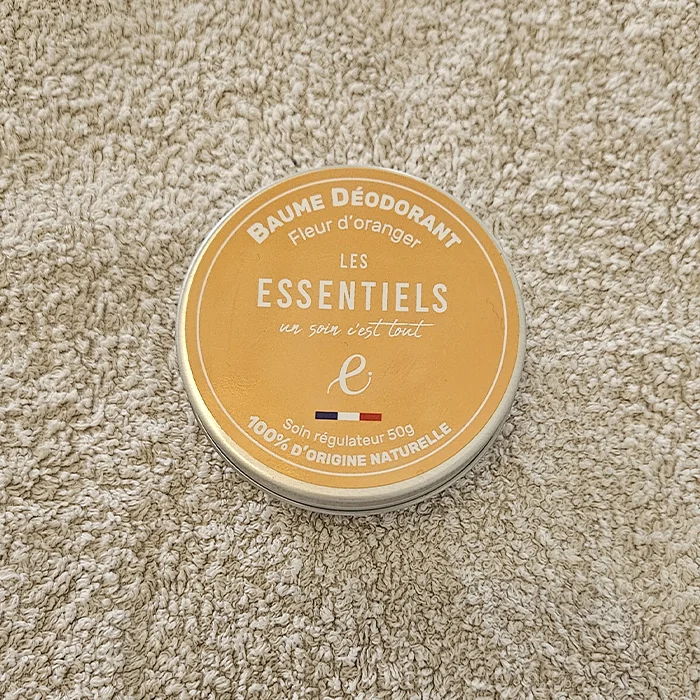 BAUME DÉODORANT
Fleur d'oranger
LES
ESSENTIELS
un soin c'est tout
e
Soin régulateur 50g
100% D'ORIGINE NATURELLE